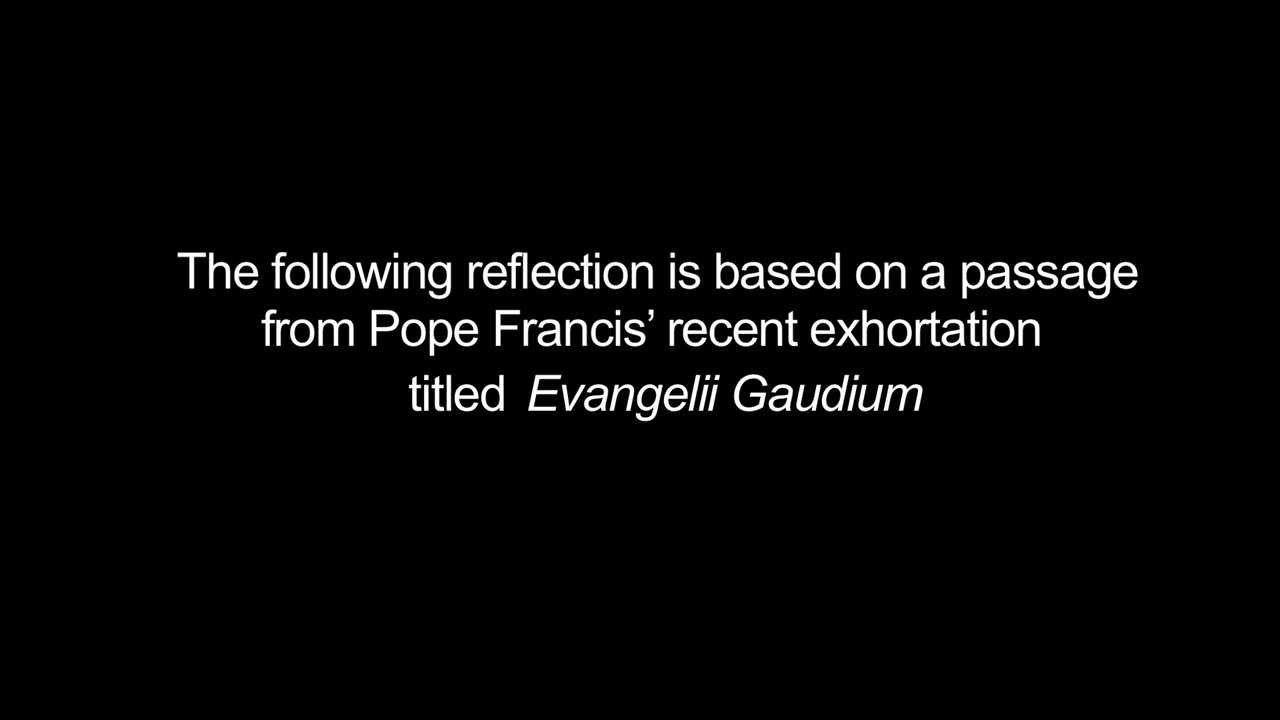 The following reflection is based on a passage
from Pope Francis’ recent exhortation
titled Evangelii Gaudium